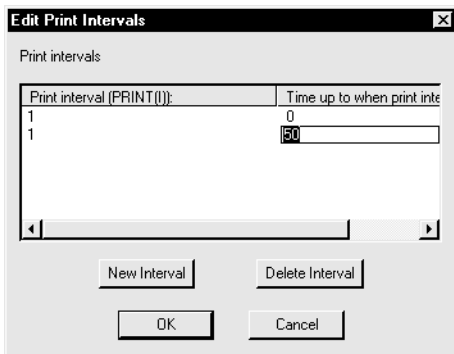 Edit Print Intervals
Print intervals
Print interval (PRINT(I)): Time up to when print inte
1 0
1 50
New Interval Delete Interval
OK Cancel